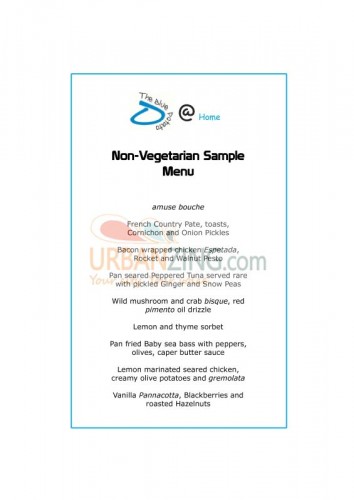 The Blue Potato
@ Home
Non-Vegetarian Sample
Menu
amuse bouche
French Country Pate, toasts,
Cornichon and Onion Pickles
Bacon wrapped chicken Espetada,
Rocket and Walnut Pesto
URBANZING.com
Pan seared Peppered Tuna served rare
with pickled Ginger and Snow Peas
Wild mushroom and crab bisque, red
pimento oil drizzle
Lemon and thyme sorbet
Pan fried Baby sea bass with peppers,
olives, caper butter sauce
Lemon marinated seared chicken,
creamy olive potatoes and gremolata
Vanilla Pannacotta, Blackberries and
roasted Hazelnuts